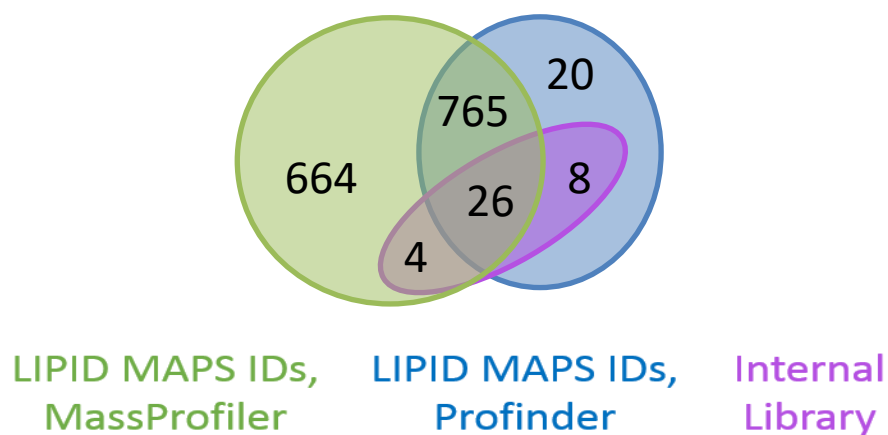 20
765
664
8
26
4
LIPID MAPS IDs,
MassProfiler
LIPID MAPS IDs,
Profinder
Internal
Library